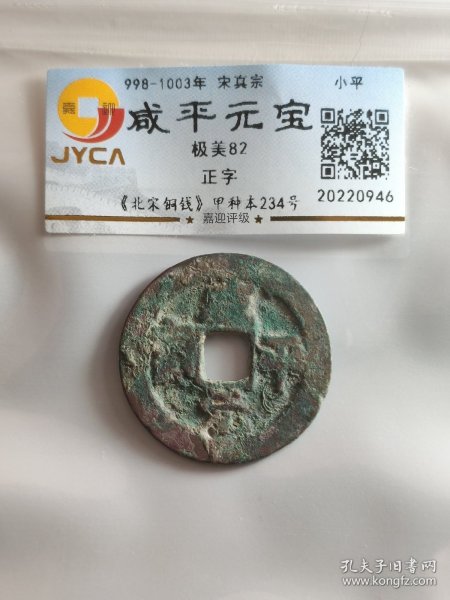 998-1003年 宋真宗 小平
嘉迎
JYCA
咸平元宝
极美82
正字
《北宋铜钱》甲种本234号
20220946
嘉迎评级
孔夫子旧书网
www.kongfz.com